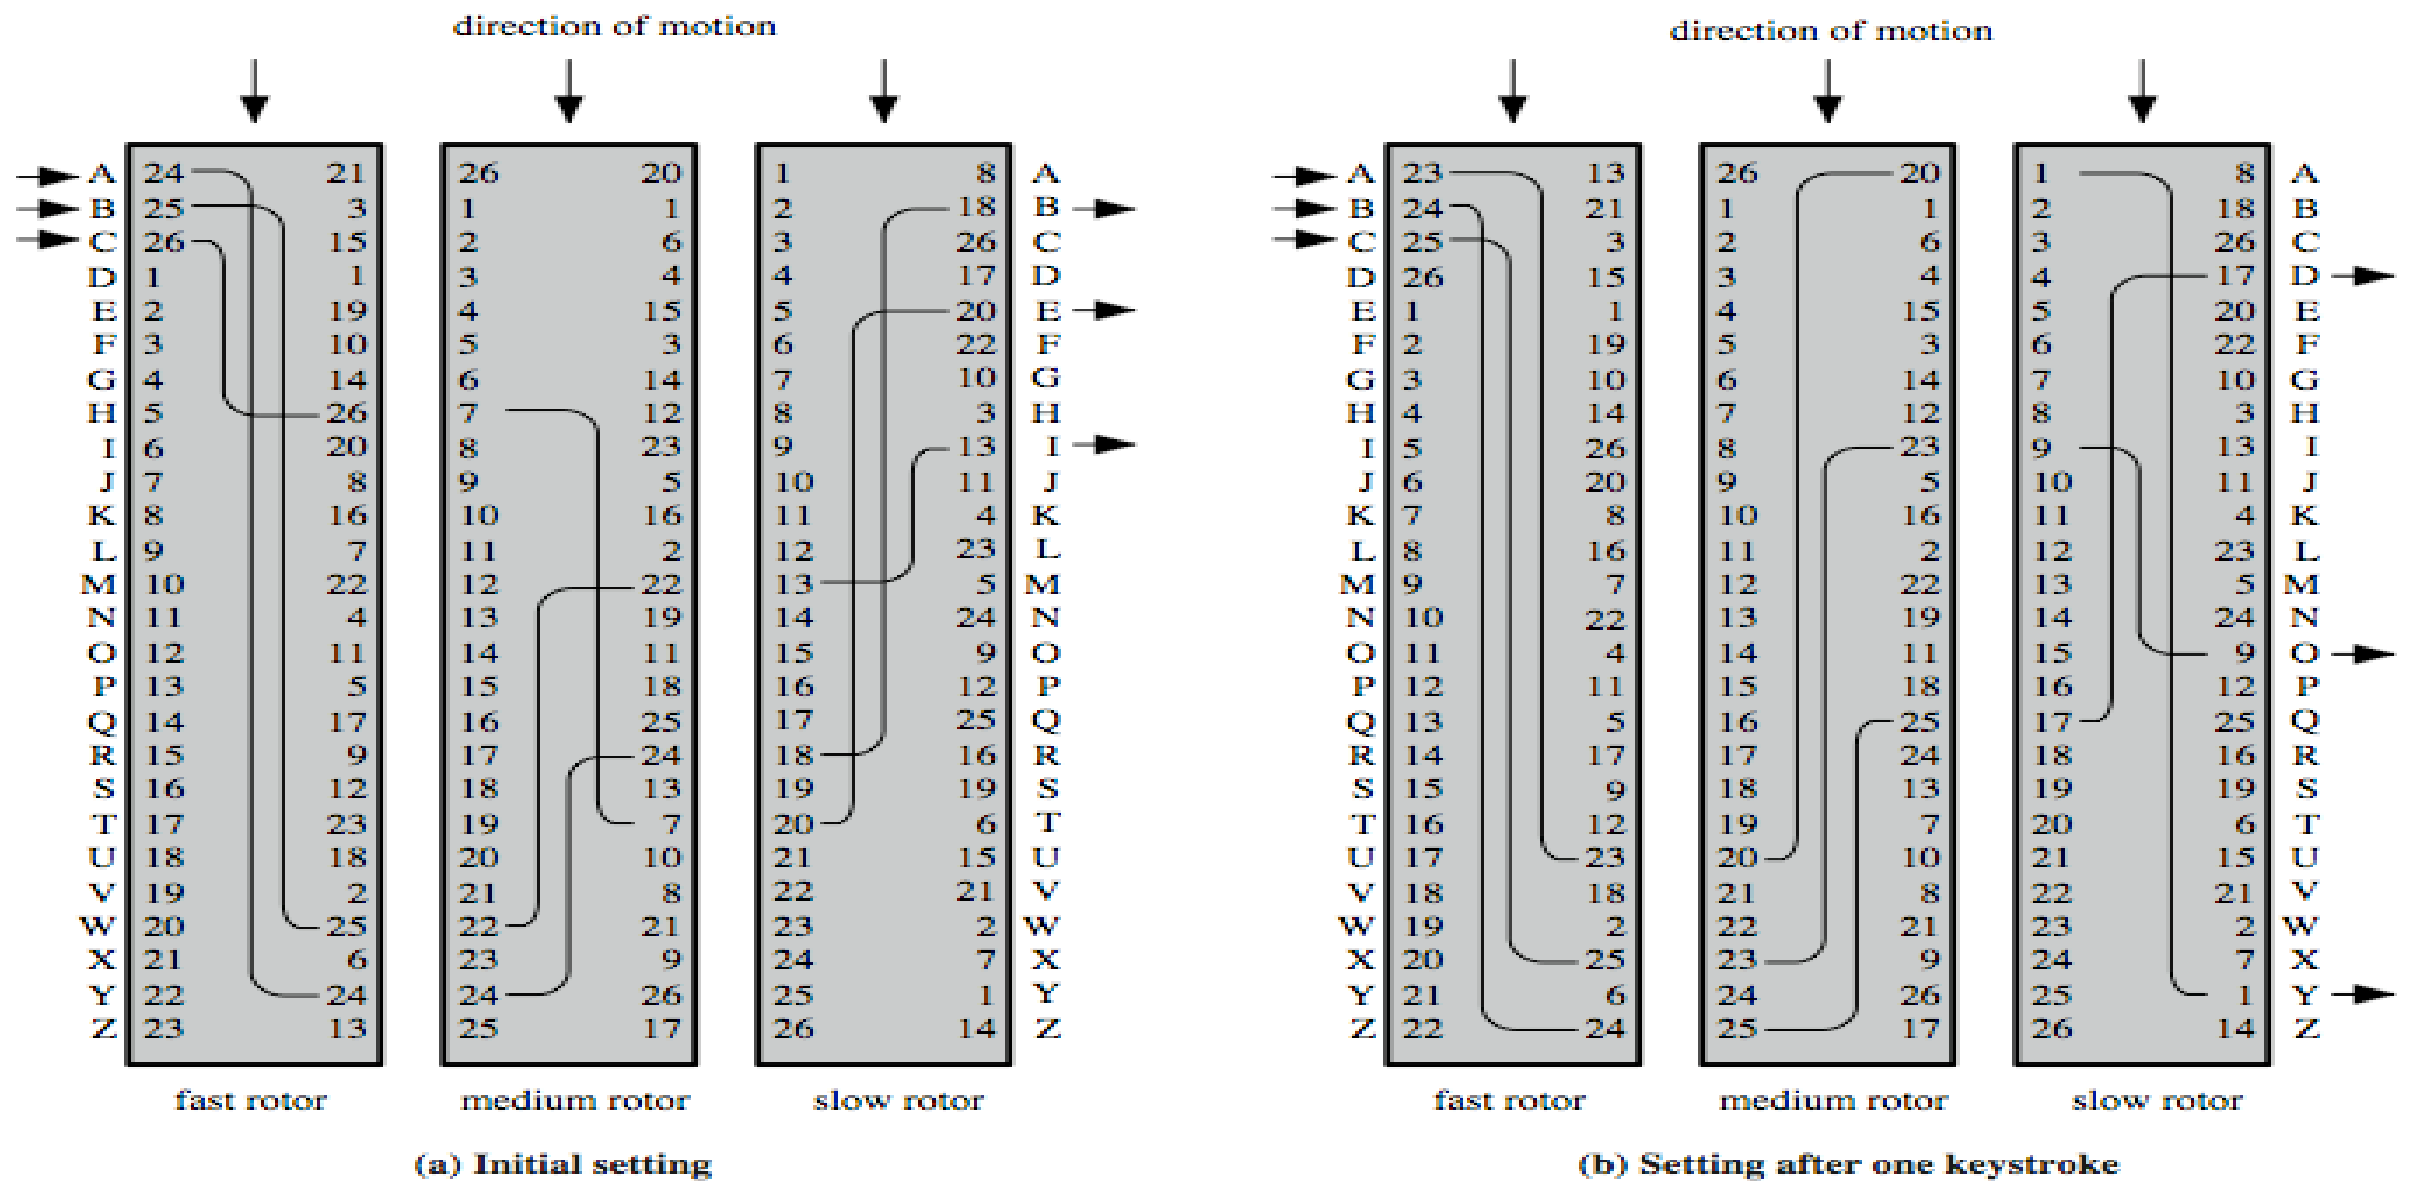 direction of motion direction of motion
A 24 21 26 20 1 8 A A 23 13 26 20 1 8 A
B 25 3 1 1 2 18 B B 24 21 1 1 2 18 B
C 26 15 2 6 3 26 C C 25 3 2 6 3 26 C
D 1 1 3 4 4 17 D D 26 15 3 4 4 17 D
E 2 19 4 15 5 20 E E 1 1 4 15 5 20 E
F 3 10 5 3 6 22 F F 2 19 5 3 6 22 F
G 4 14 6 14 7 10 G G 3 10 6 14 7 10 G
H 5 26 7 12 8 3 H H 4 14 7 12 8 3 H
I 6 20 8 23 9 13 I I 5 26 8 23 9 13 I
J 7 8 9 5 10 11 J J 6 20 9 5 10 11 J
K 8 16 10 16 11 4 K K 7 8 10 16 11 4 K
L 9 7 11 2 12 23 L L 8 16 11 2 12 23 L
M 10 22 12 22 13 5 M M 9 7 12 22 13 5 M
N 11 4 13 19 14 24 N N 10 22 13 19 14 24 N
O 12 11 14 11 15 9 O O 11 4 14 11 15 9 O
P 13 5 15 18 16 12 P P 12 11 15 18 16 12 P
Q 14 17 16 25 17 25 Q Q 13 5 16 25 17 25 Q
R 15 9 17 24 18 16 R R 14 17 17 24 18 16 R
S 16 12 18 13 19 19 S S 15 9 18 13 19 19 S
T 17 23 19 7 20 6 T T 16 12 19 7 20 6 T
U 18 18 20 10 21 15 U U 17 23 20 10 21 15 U
V 19 2 21 8 22 21 V V 18 18 21 8 22 21 V
W 20 25 22 21 23 2 W W 19 2 22 21 23 2 W
X 21 6 23 9 24 7 X X 20 25 23 9 24 7 X
Y 22 24 24 26 25 1 Y Y 21 6 24 26 25 1 Y
Z 23 13 25 17 26 14 Z Z 22 24 25 17 26 14 Z
fast rotor medium rotor slow rotor fast rotor medium rotor slow rotor
(a) Initial setting (b) Setting after one keystroke